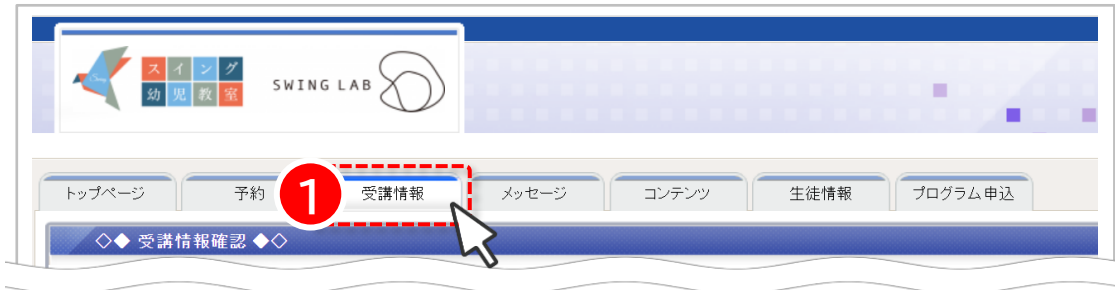 Swing
スイング
幼児教室
SWING LAB
トップページ 予約 1 受講情報 メッセージ コンテンツ 生徒情報 プログラム申込
◇◆ 受講情報確認 ◆◇